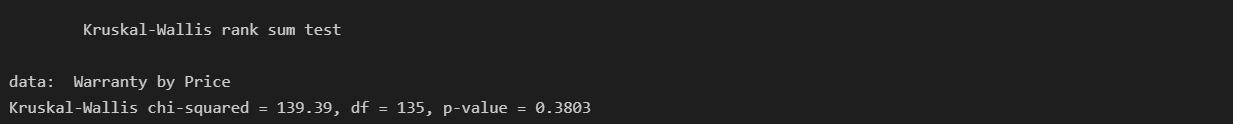 Kruskal-Wallis rank sum test
data:  Warranty by Price
Kruskal-Wallis chi-squared = 139.39, df = 135, p-value = 0.3803